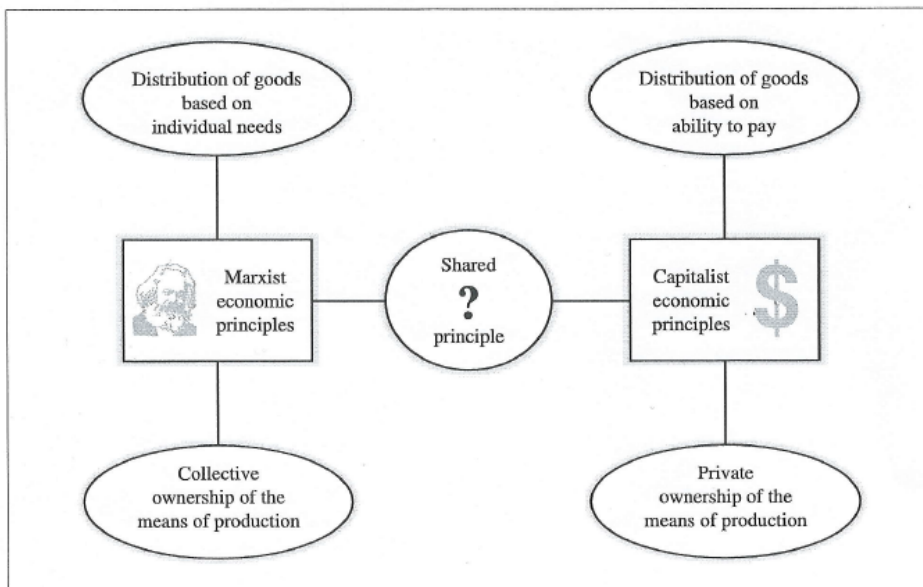 Distribution of goods
based on
individual needs
Distribution of goods
based on
ability to pay
Marxist
economic
principles
Shared
?
principle
Capitalist
economic
principles
$
Collective
ownership of the
means of production
Private
ownership of the
means of production